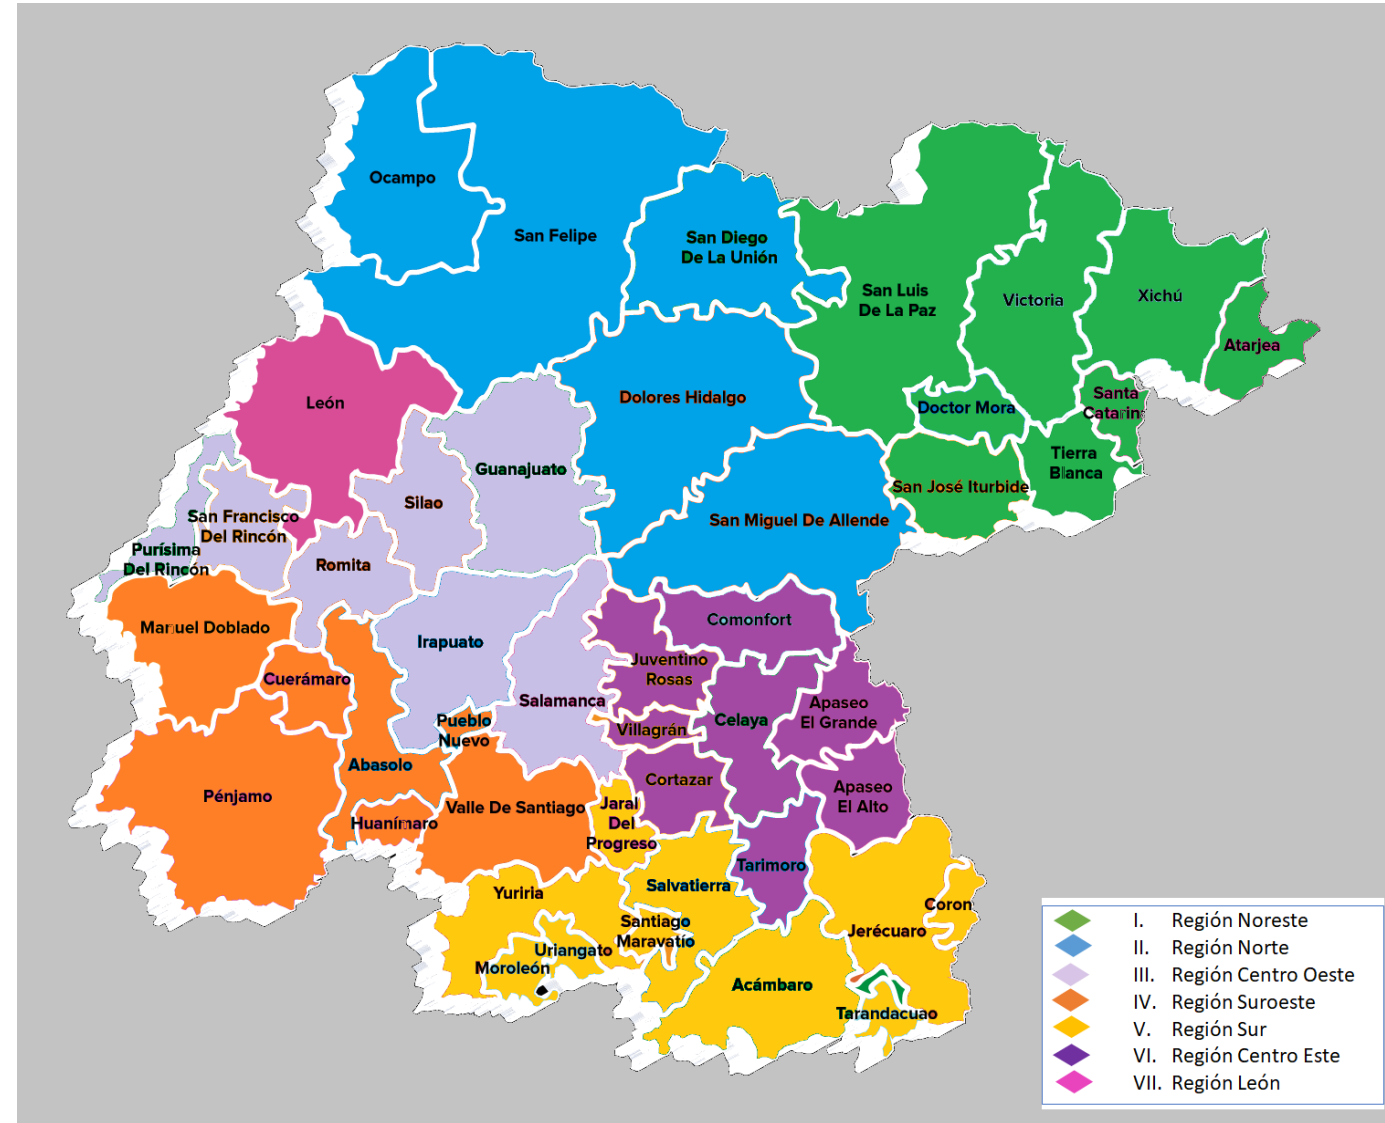 Ocampo
San Felipe
San Diego
De La Unión
San Luis
De La Paz
Victoria
Xichú
Atarjea
León
Dolores Hidalgo
Doctor Mora
Santa
Catarin
Guanajuato
Tierra
Blanca
Silao
San José Iturbide
San Francisco
Del Rincón
San Miguel De Allende
Purísima
Del Rincón
Romita
Manuel Doblado
Irapuato
Comonfort
Cuerámaro
Juventino
Rosas
Salamanca
Apaseo
El Grande
Pueblo
Nuevo
Villagrán
Celaya
Abasolo
Cortazar
Pénjamo
Apaseo
El Alto
Huanímaro
Valle De Santiago
Jaral
Del
Progreso
Tarimoro
Yuriria
Salvatierra
Coron
Santiago
Maravatío
Jerécuaro
Uriangato
Moroleón
Acámbaro
Tarandacuao
I. Región Noreste
II. Región Norte
III. Región Centro Oeste
IV. Región Suroeste
V. Región Sur
VI. Región Centro Este
VII. Región León